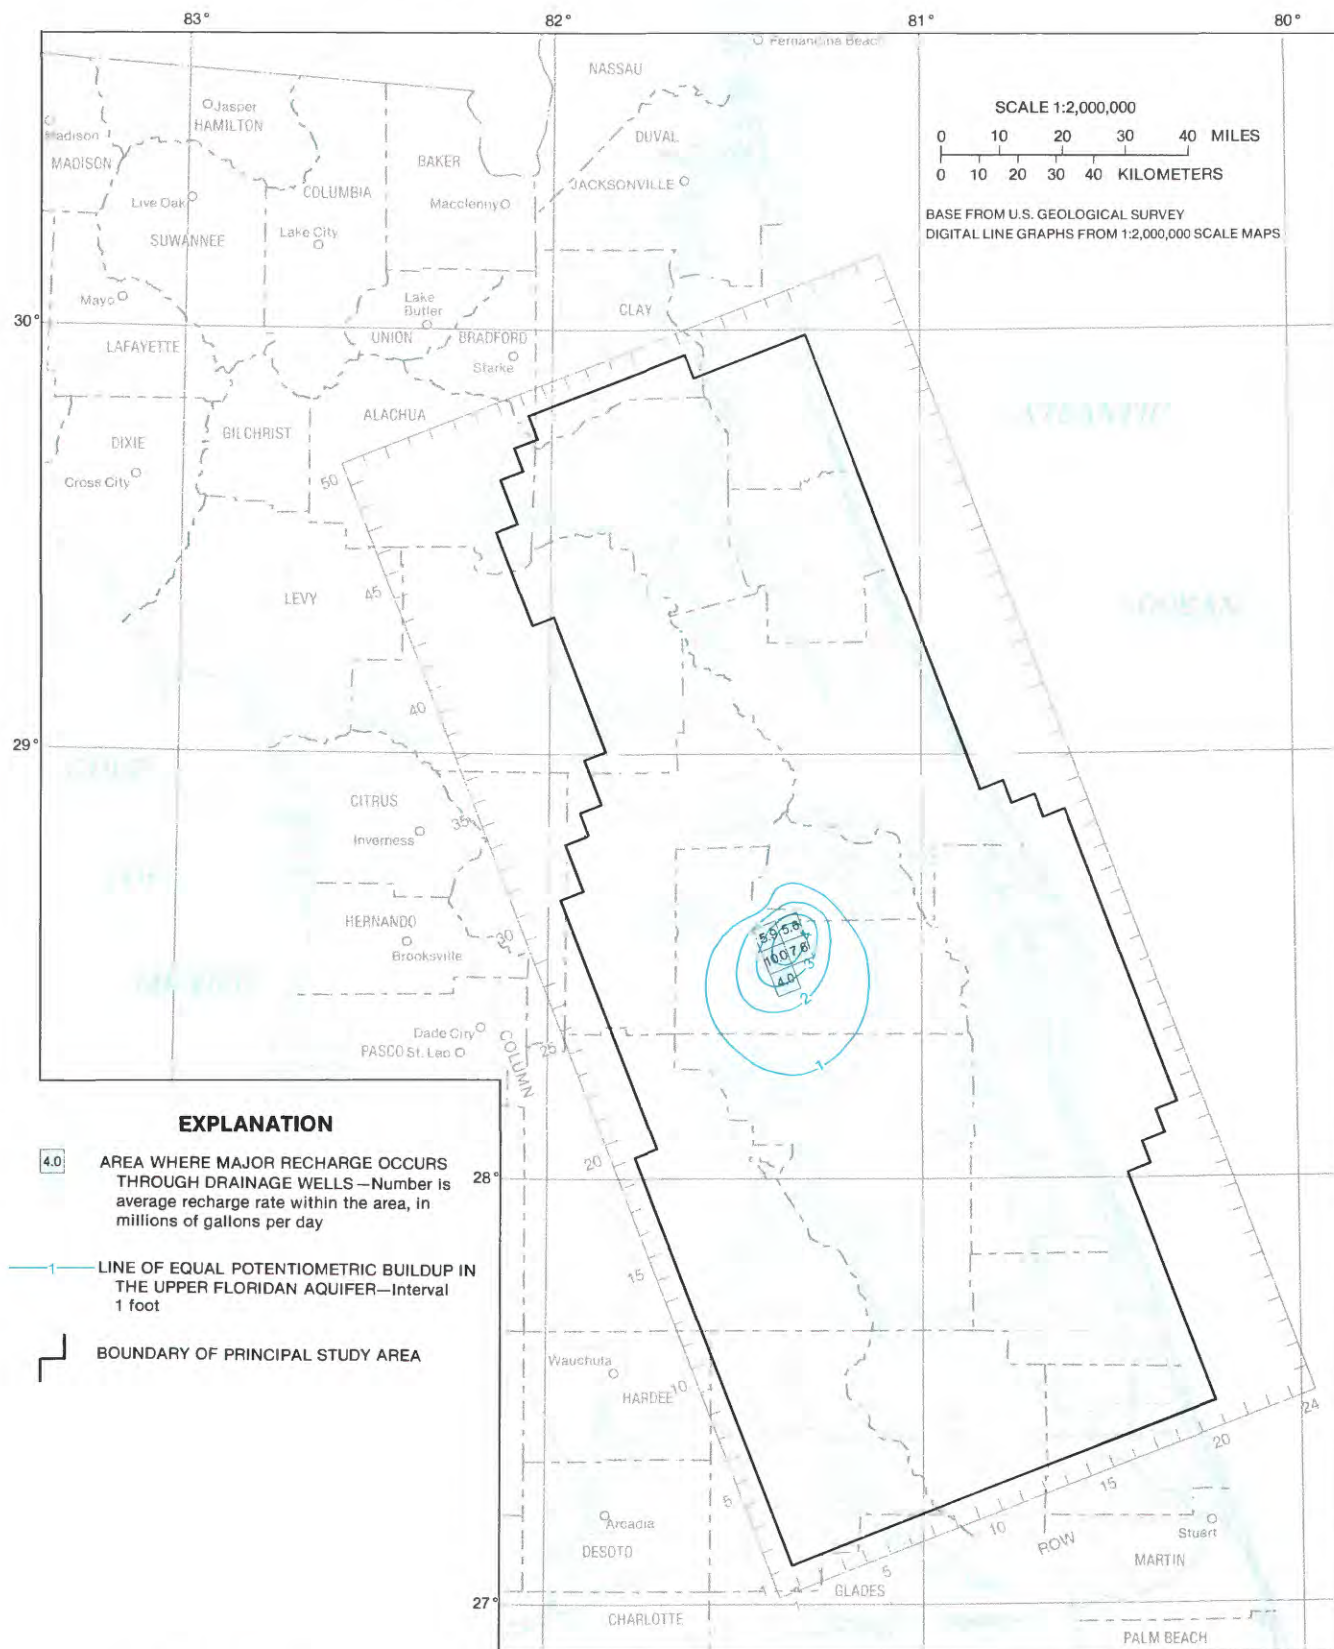 83°
82°
81°
80°
Fernandina Beach
NASSAU
SCALE 1:2,000,000
0 10 20 30 40 MILES
0 10 20 30 40 KILOMETERS
BASE FROM U.S. GEOLOGICAL SURVEY
DIGITAL LINE GRAPHS FROM 1:2,000,000 SCALE MAPS
Jasper
HAMILTON
Madison
MADISON
DUVAL
BAKER
COLUMBIA
JACKSONVILLE
Live Oak
Macclenny
SUWANNEE
Lake City
Mayo
Lake
Butler
CLAY
30°
LAFAYETTE
UNION
BRADFORD
Starke
ALACHUA
GILCHRIST
DIXIE
Cross City
ATLANTIC
OCEAN
50
45
LEVY
40
29°
CITRUS
35
Inverness
HERNANDO
30
Brooksville
5.9 5.8
10.0 7.6
4.0
4
3
2
1
Dade City
PASCO St. Leo
COLUMN
25
EXPLANATION
4.0 AREA WHERE MAJOR RECHARGE OCCURS
THROUGH DRAINAGE WELLS—Number is
average recharge rate within the area, in
millions of gallons per day
1 LINE OF EQUAL POTENTIOMETRIC BUILDUP IN
THE UPPER FLORIDAN AQUIFER—Interval
1 foot
BOUNDARY OF PRINCIPAL STUDY AREA
20
28°
15
Wauchula
HARDEE
10
5
Arcadia
DESOTO
24
20
15
10
5
ROW
Stuart
MARTIN
GLADES
27°
CHARLOTTE
PALM BEACH